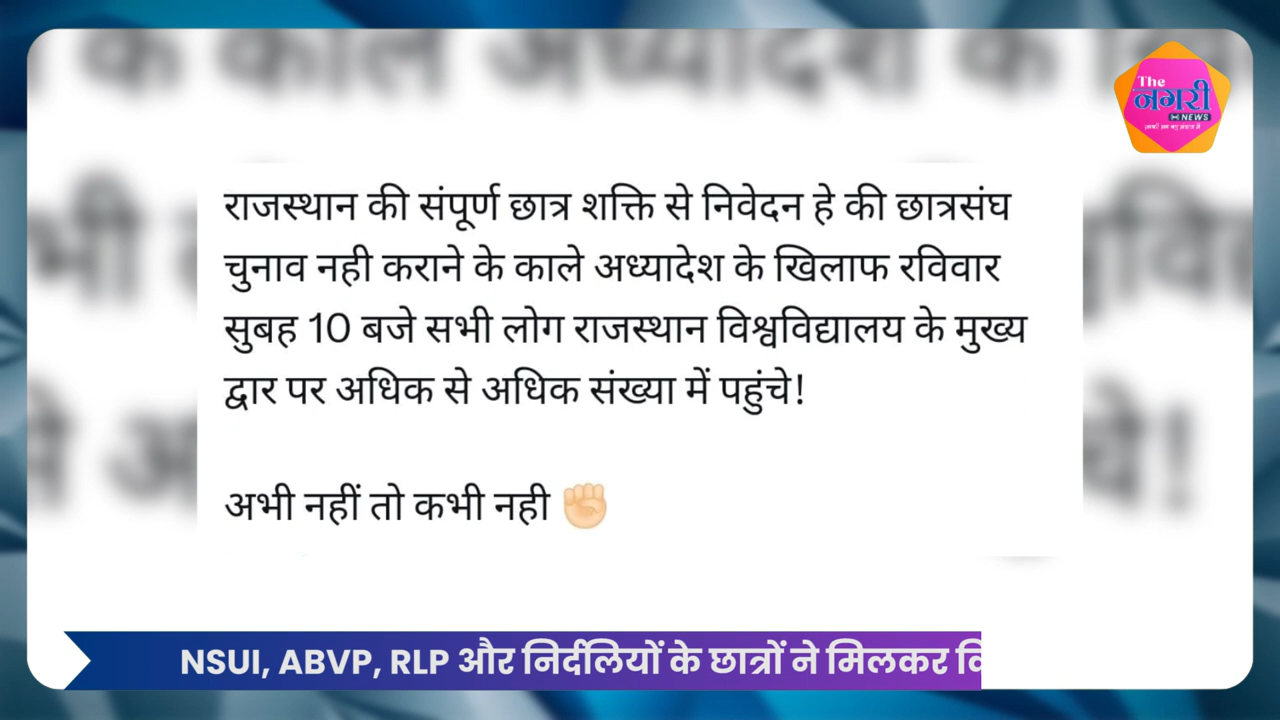 The
नगरी
NEWS
राजस्थान की संपूर्ण छात्र शक्ति से निवेदन हे की छात्रसंघ
चुनाव नही कराने के काले अध्यादेश के खिलाफ रविवार
सुबह 10 बजे सभी लोग राजस्थान विश्वविद्यालय के मुख्य
द्वार पर अधिक से अधिक संख्या में पहुंचे!
अभी नहीं तो कभी नही ✊🏻
NSUI, ABVP, RLP और निर्दलियों के छात्रों ने मिलकर